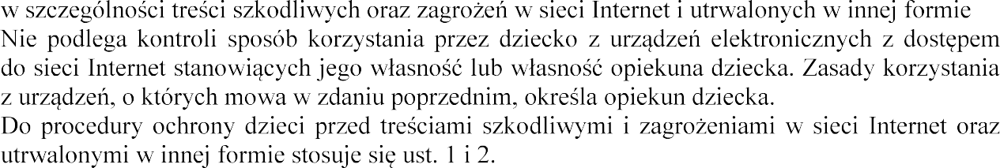 w szczególności treści szkodliwych oraz zagrożeń w sieci Internet i utrwalonych w innej formie
Nie podlega kontroli sposób korzystania przez dziecko z urządzeń elektronicznych z dostępem
do sieci Internet stanowiących jego własność lub własność opiekuna dziecka. Zasady korzystania
z urządzeń, o których mowa w zdaniu poprzednim, określa opiekun dziecka.
Do procedury ochrony dzieci przed treściami szkodliwymi i zagrożeniami w sieci Internet oraz
utrwalonymi w innej formie stosuje się ust. 1 i 2.